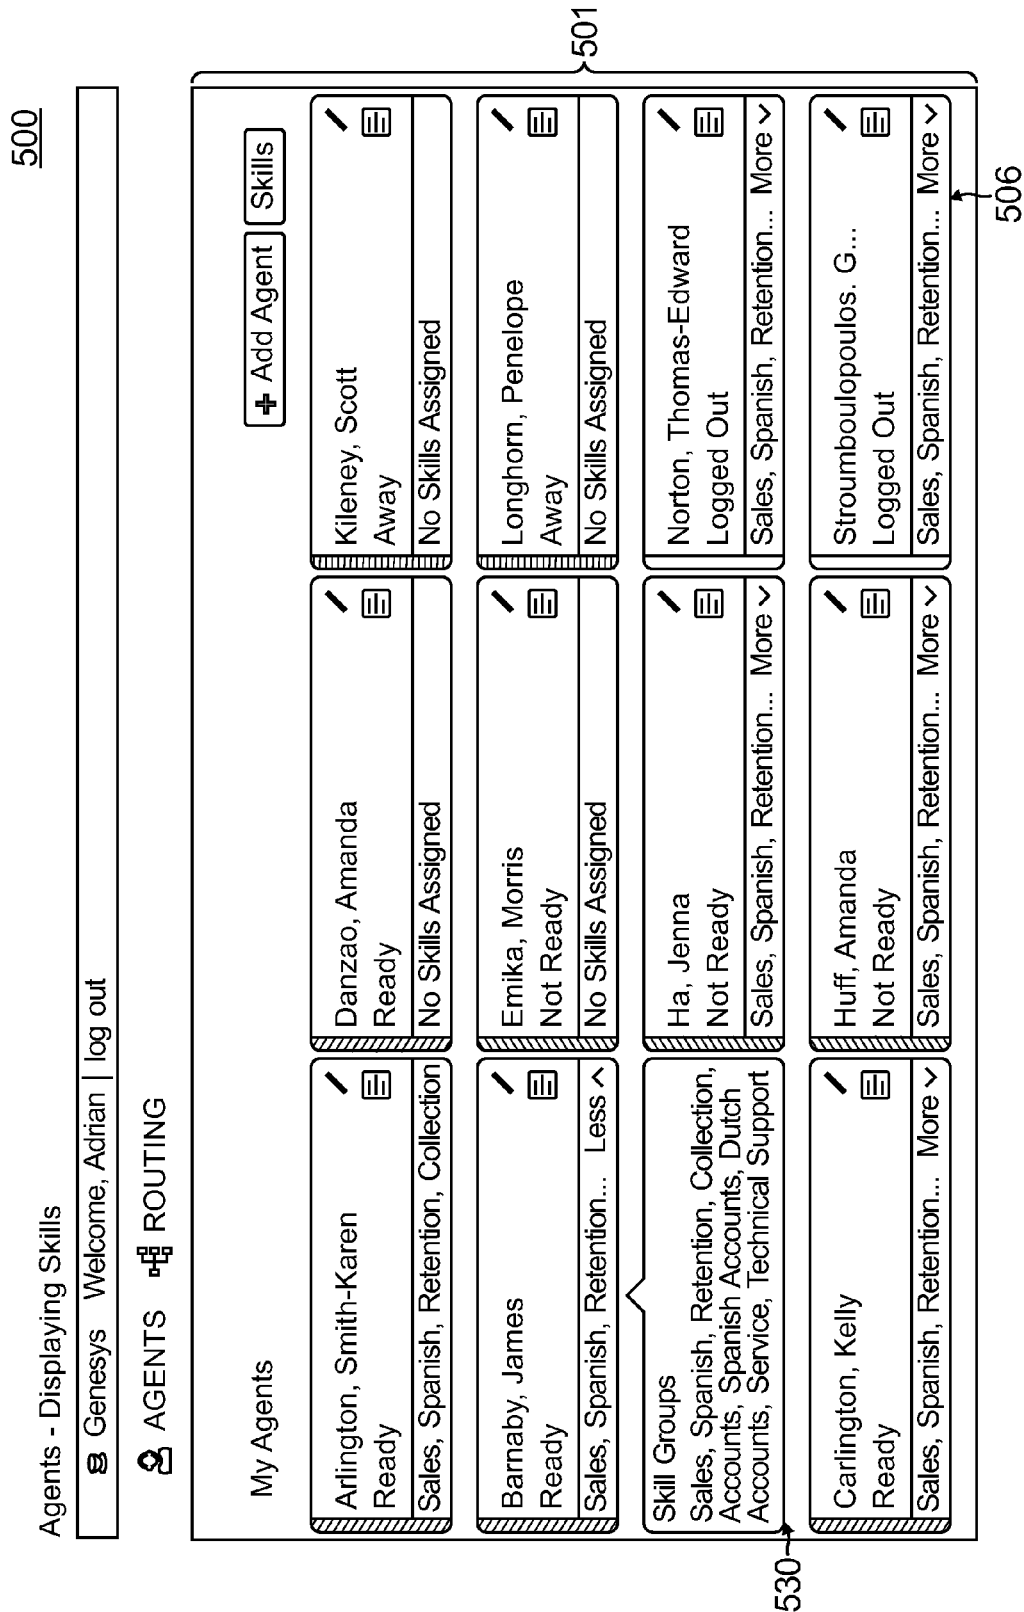 500
Agents - Displaying Skills
Genesys Welcome, Adrian | log out
AGENTS ROUTING
My Agents
+ Add Agent Skills
Arlington, Smith-Karen
Ready
Sales, Spanish, Retention, Collection
Danzao, Amanda
Ready
No Skills Assigned
Kileney, Scott
Away
No Skills Assigned
Barnaby, James
Ready
Sales, Spanish, Retention... Less
Emika, Morris
Not Ready
No Skills Assigned
Longhorn, Penelope
Away
No Skills Assigned
501
Skill Groups
Sales, Spanish, Retention, Collection,
Accounts, Spanish Accounts, Dutch
Accounts, Service, Technical Support
530
Ha, Jenna
Not Ready
Sales, Spanish, Retention... More
Norton, Thomas-Edward
Logged Out
Sales, Spanish, Retention... More
Carlington, Kelly
Ready
Sales, Spanish, Retention... More
Huff, Amanda
Not Ready
Sales, Spanish, Retention... More
Stroumboulopoulos. G...
Logged Out
Sales, Spanish, Retention... More
506